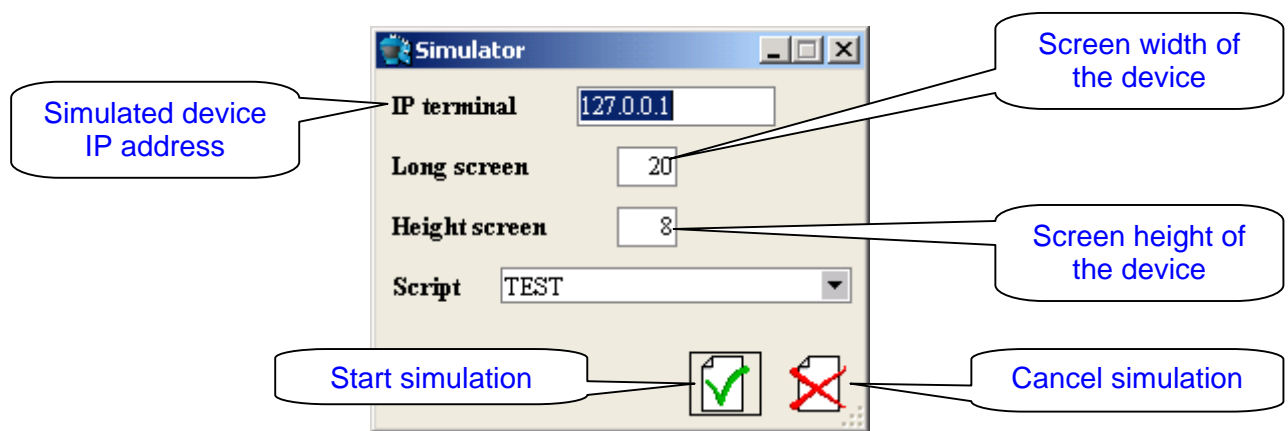 Simulator
Screen width of
the device
Simulated device
IP address
IP terminal
127.0.0.1
Long screen
20
Height screen
8
Screen height of
the device
Script
TEST
Start simulation
Cancel simulation